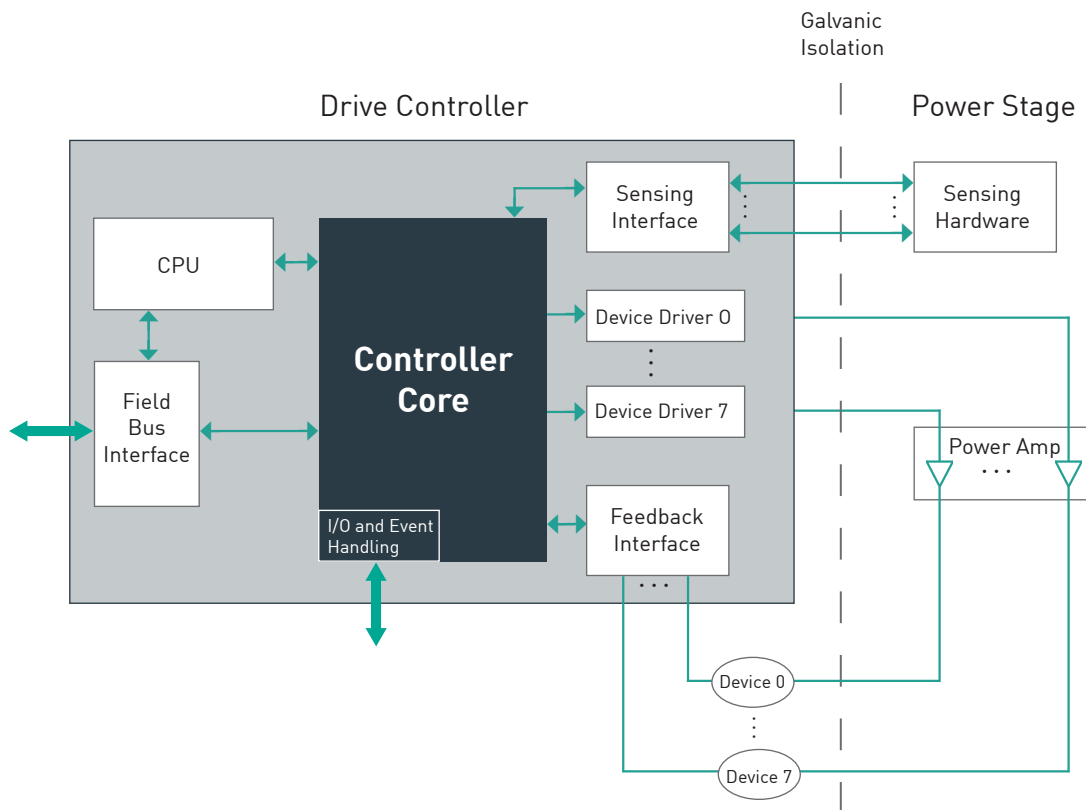 Galvanic
Isolation
Drive Controller
Power Stage
Sensing
Interface
Sensing
Hardware
CPU
Device Driver 0
Controller
Core
Field
Bus
Interface
Device Driver 7
Power Amp
I/O and Event
Handling
Feedback
Interface
Device 0
Device 7